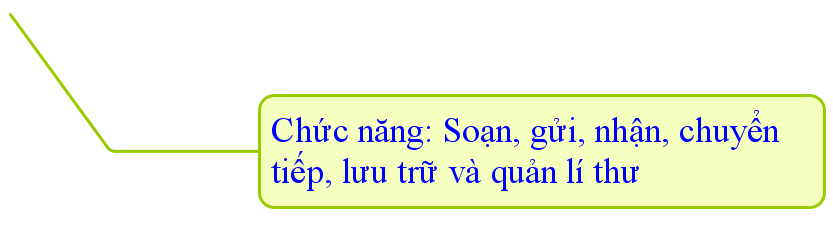 Chức năng: Soạn, gửi, nhận, chuyển
tiếp, lưu trữ và quản lí thư